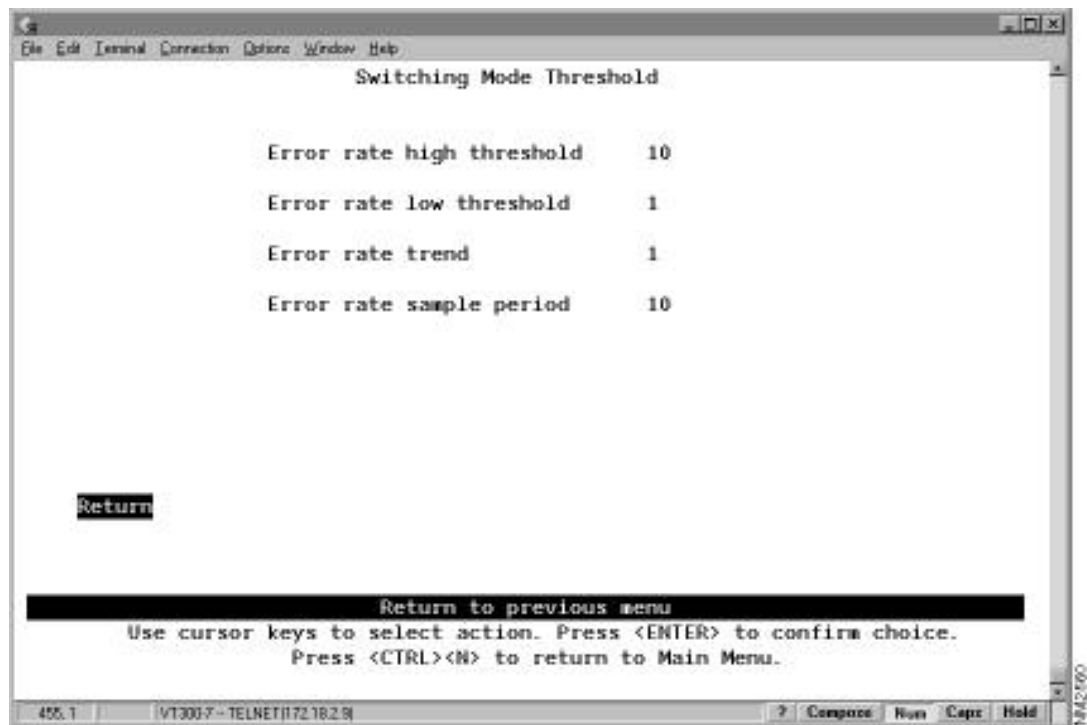 File Edit Terminal Connection Options Window Help
Switching Mode Threshold
Error rate high threshold 10
Error rate low threshold 1
Error rate trend 1
Error rate sample period 10
Return
Return to previous menu
Use cursor keys to select action. Press <ENTER> to confirm choice.
Press <CTRL><N> to return to Main Menu.
455, 1 VT300-7 -- TELNET(172.18.2.9) ? Compose Num Caps Hold